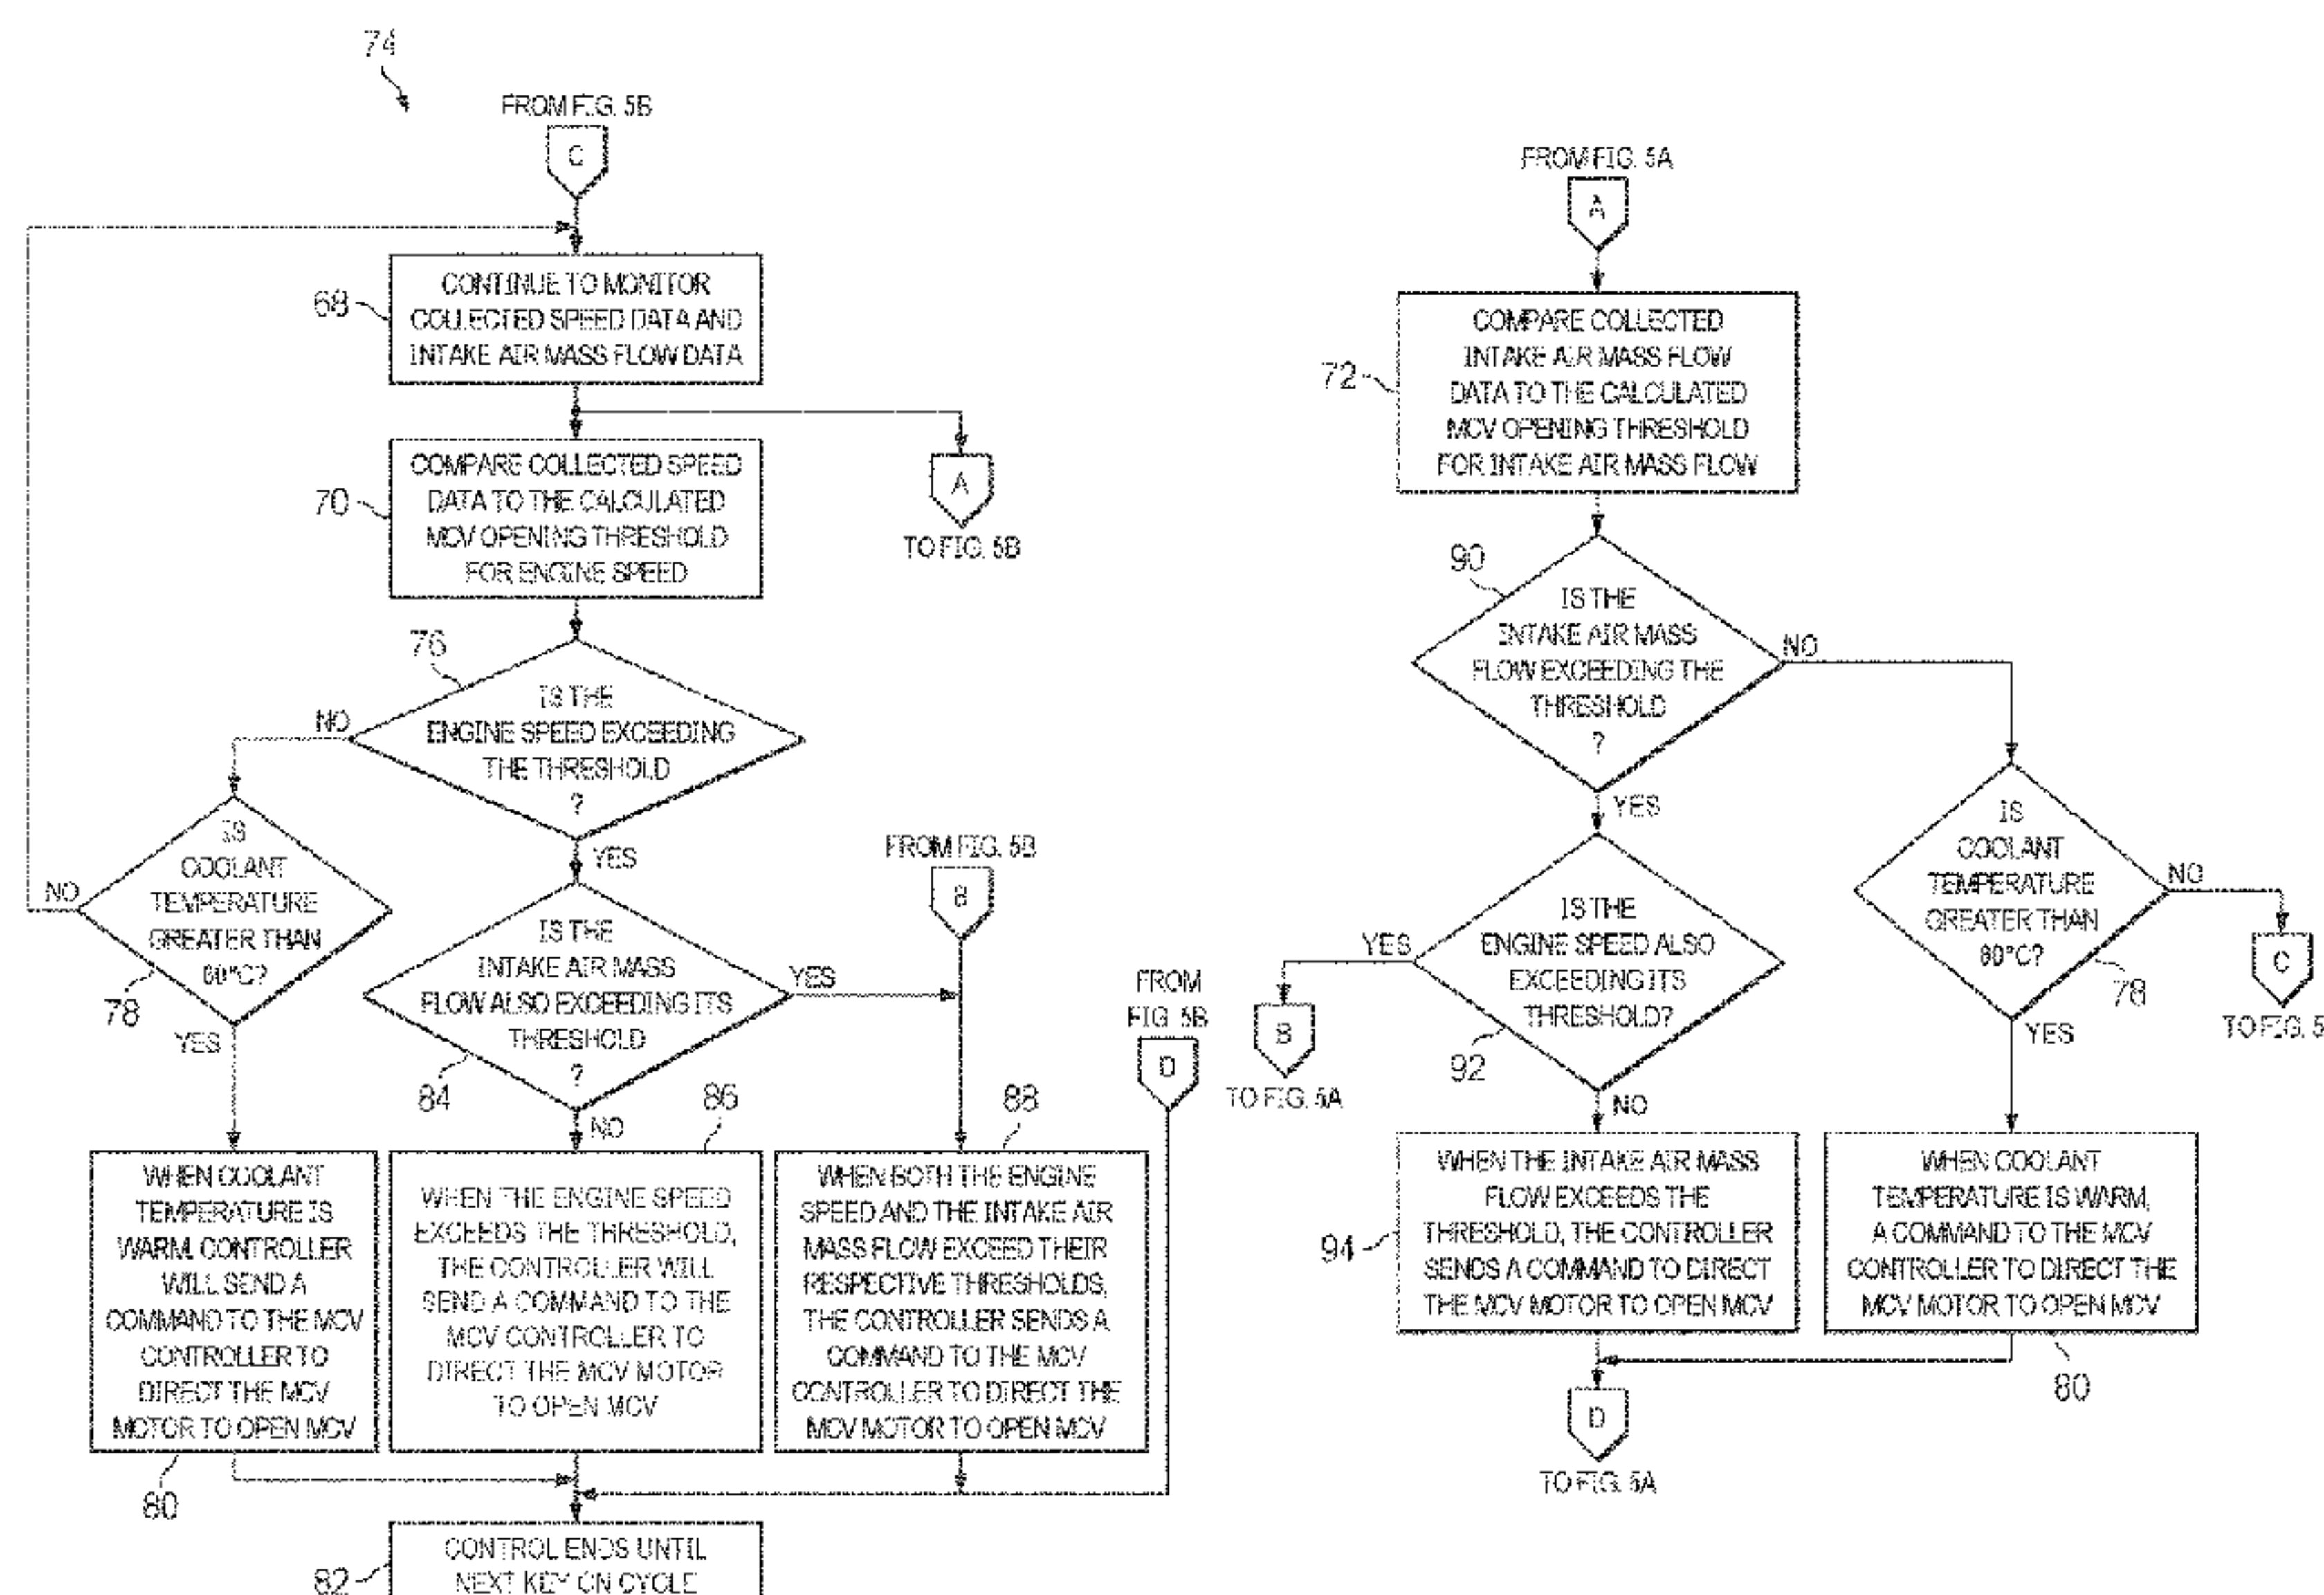 74
FROM FIG. 5B
C
68
CONTINUE TO MONITOR
COLLECTED SPEED DATA AND
INTAKE AIR MASS FLOW DATA
70
COMPARE COLLECTED SPEED
DATA TO THE CALCULATED
MCV OPENING THRESHOLD
FOR ENGINE SPEED
A
TO FIG. 5B
76
IS THE
ENGINE SPEED EXCEEDING
THE THRESHOLD
?
NO
YES
IS
COOLANT
TEMPERATURE
GREATER THAN
NO
78
YES
IS THE
INTAKE AIR MASS
FLOW ALSO EXCEEDING ITS
THRESHOLD
?
84
YES
NO
FROM FIG. 5B
B
FROM
FIG. 5B
D
WHEN COOLANT
TEMPERATURE IS
WARM, CONTROLLER
WILL SEND A
COMMAND TO THE MCV
CONTROLLER TO
DIRECT THE MCV
MOTOR TO OPEN MCV
80
86
WHEN THE ENGINE SPEED
EXCEEDS THE THRESHOLD,
THE CONTROLLER WILL
SEND A COMMAND TO THE
MCV CONTROLLER TO
DIRECT THE MCV MOTOR
TO OPEN MCV
88
WHEN BOTH THE ENGINE
SPEED AND THE INTAKE AIR
MASS FLOW EXCEED THEIR
RESPECTIVE THRESHOLDS,
THE CONTROLLER SENDS A
COMMAND TO THE MCV
CONTROLLER TO DIRECT THE
MCV MOTOR TO OPEN MCV
82
CONTROL ENDS UNTIL
NEXT KEY ON CYCLE
FROM FIG. 5A
A
72
COMPARE COLLECTED
INTAKE AIR MASS FLOW
DATA TO THE CALCULATED
MCV OPENING THRESHOLD
FOR INTAKE AIR MASS FLOW
90
IS THE
INTAKE AIR MASS
FLOW EXCEEDING THE
THRESHOLD
?
NO
YES
IS THE
ENGINE SPEED ALSO
EXCEEDING ITS
THRESHOLD?
92
YES
B
TO FIG. 5A
NO
IS
COOLANT
TEMPERATURE
GREATER THAN
78
NO
C
TO FIG. 5
YES
94
WHEN THE INTAKE AIR MASS
FLOW EXCEEDS THE
THRESHOLD, THE CONTROLLER
SENDS A COMMAND TO DIRECT
THE MCV MOTOR TO OPEN MCV
WHEN COOLANT
TEMPERATURE IS WARM,
A COMMAND TO THE MCV
CONTROLLER TO DIRECT THE
MCV MOTOR TO OPEN MCV
80
D
TO FIG. 5A